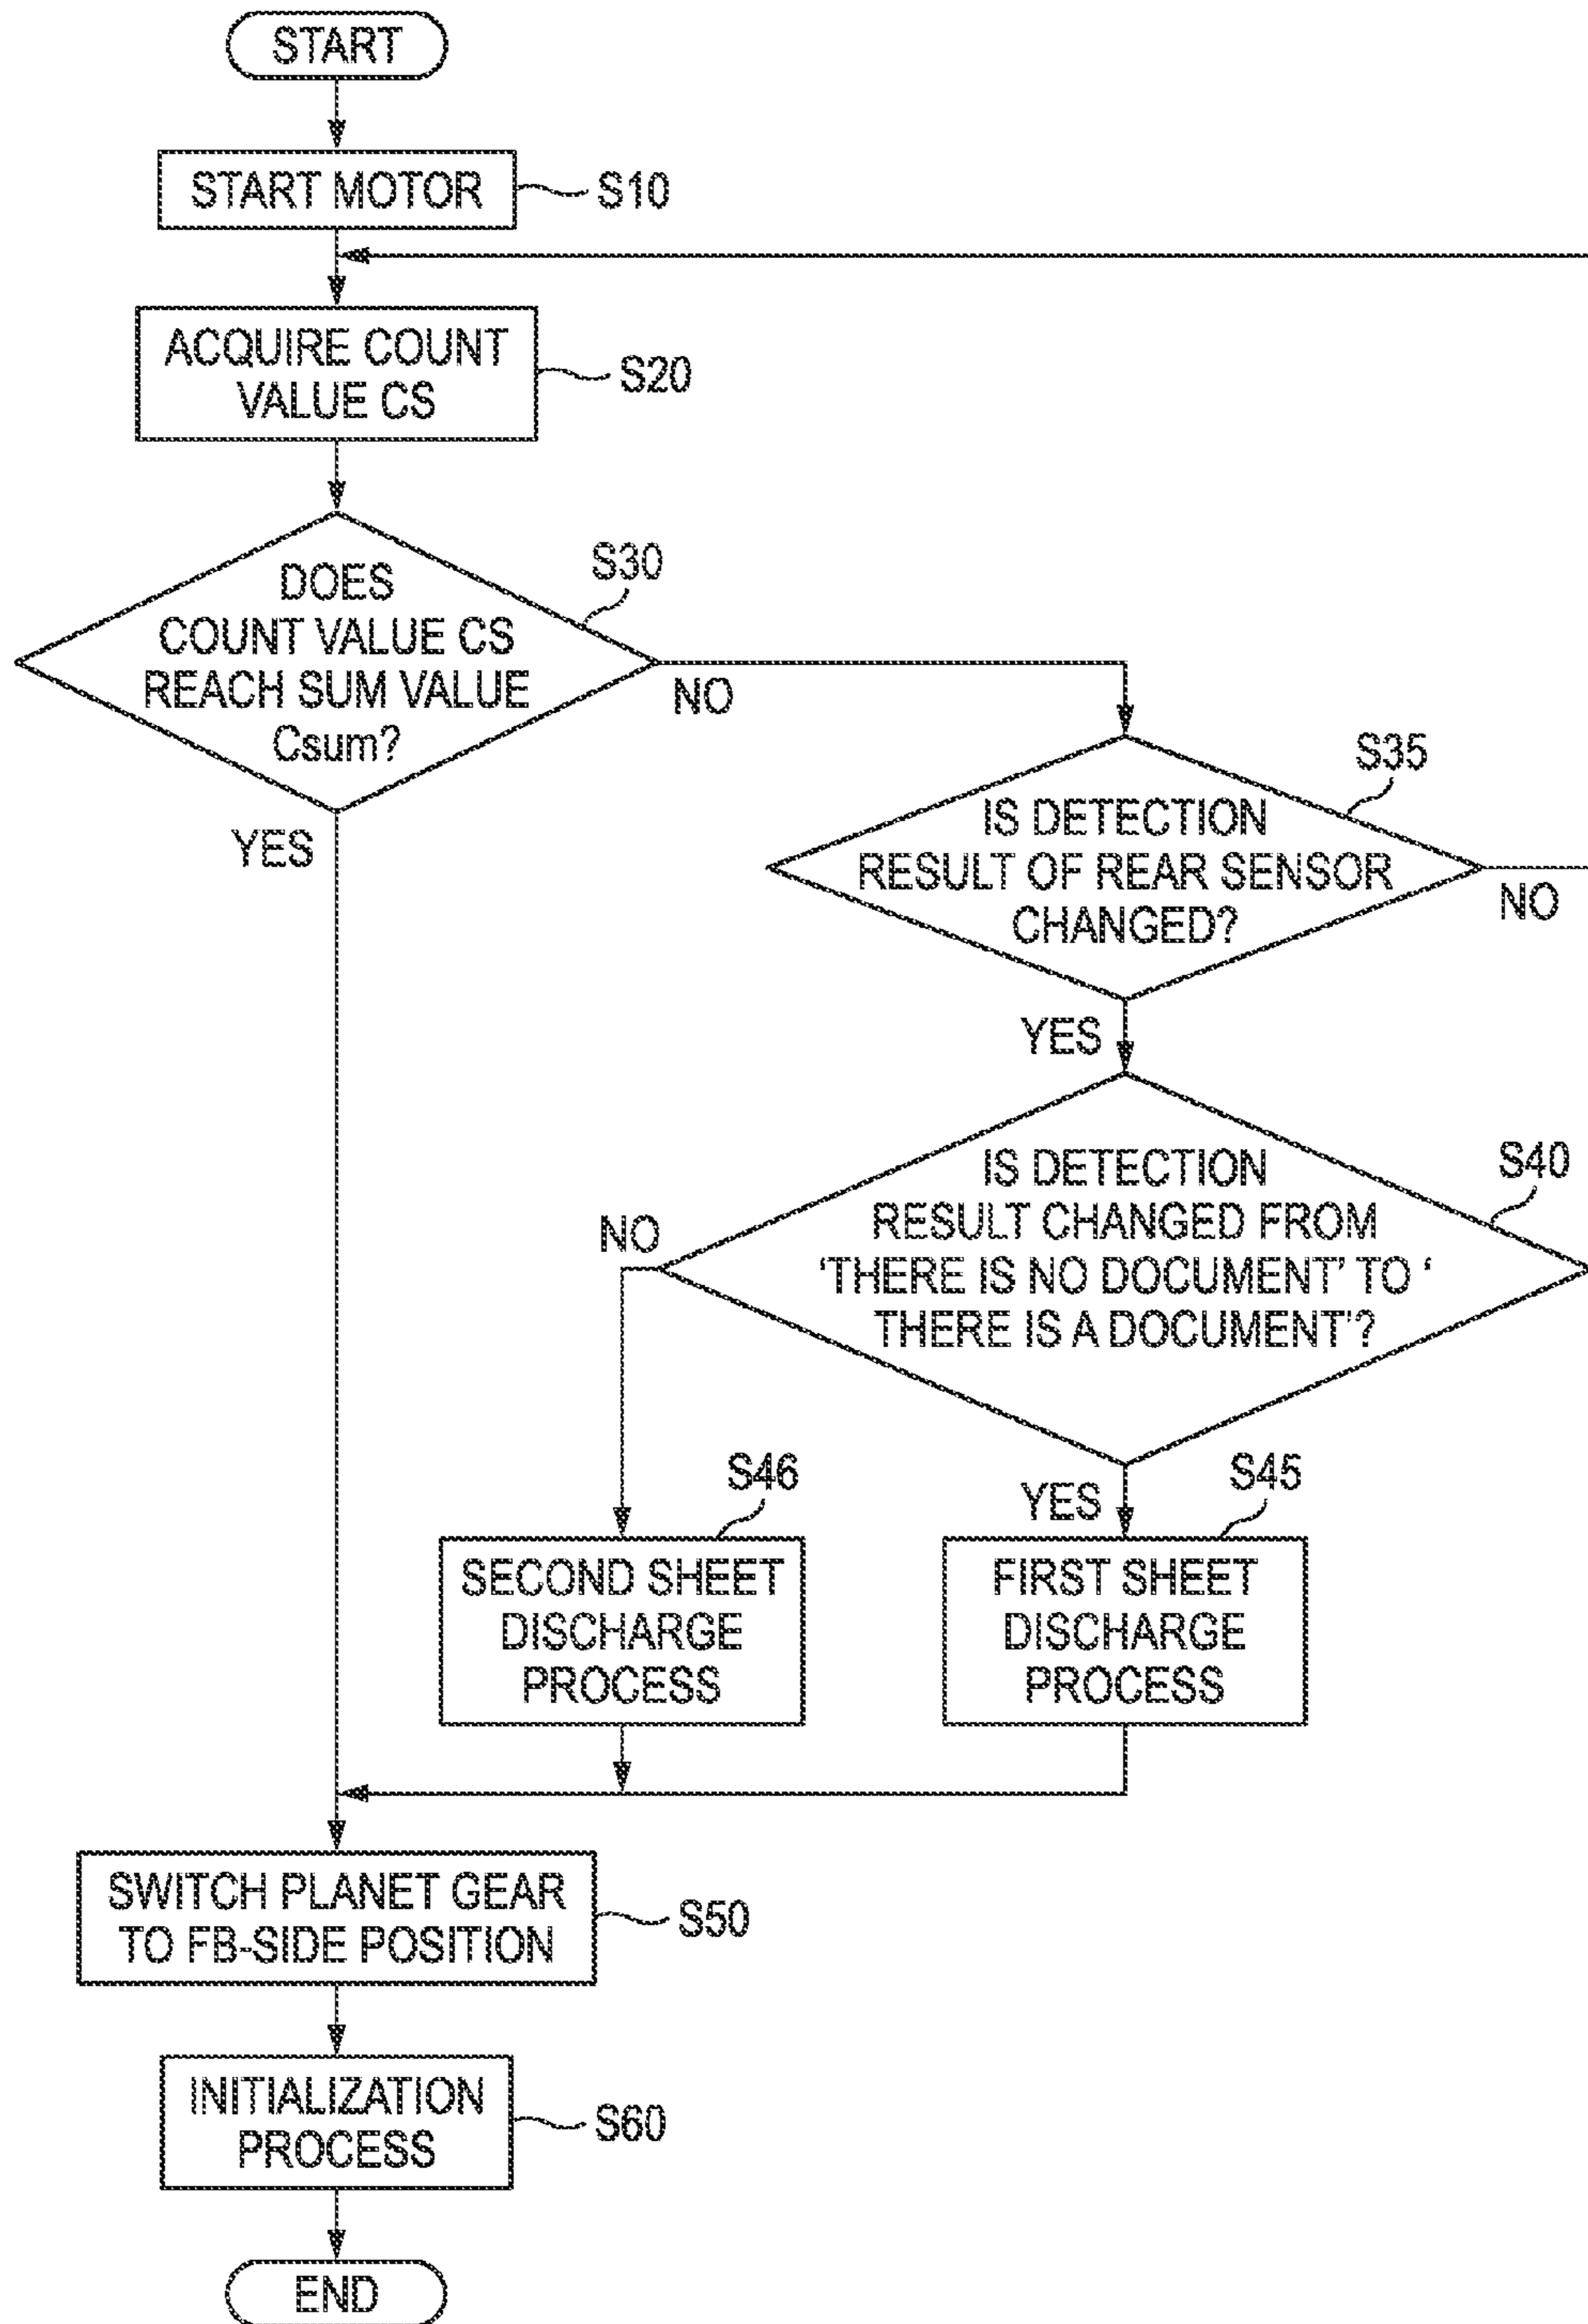 START
START MOTOR
S10
ACQUIRE COUNT
VALUE CS
S20
DOES
COUNT VALUE CS
REACH SUM VALUE
Csum?
S30
NO
YES
IS DETECTION
RESULT OF REAR SENSOR
CHANGED?
S35
NO
YES
IS DETECTION
RESULT CHANGED FROM
‘THERE IS NO DOCUMENT’ TO ‘
THERE IS A DOCUMENT’?
S40
NO
YES
S46
SECOND SHEET
DISCHARGE
PROCESS
S45
FIRST SHEET
DISCHARGE
PROCESS
SWITCH PLANET GEAR
TO FB-SIDE POSITION
S50
INITIALIZATION
PROCESS
S60
END